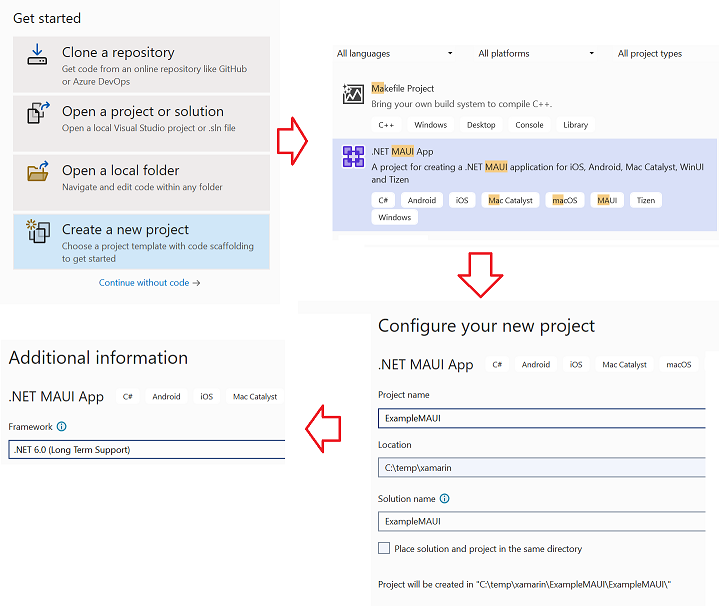 Get started
Clone a repository
Get code from an online repository like GitHub
or Azure DevOps
Open a project or solution
Open a local Visual Studio project or .sln file
Open a local folder
Navigate and edit code within any folder
Create a new project
Choose a project template with code scaffolding
to get started
Continue without code →
All languages All platforms All project types
Makefile Project
Bring your own build system to compile C++.
C++ Windows Desktop Console Library
.NET MAUI App
A project for creating a .NET MAUI application for iOS, Android, Mac Catalyst, WinUI
and Tizen
C# Android iOS Mac Catalyst macOS MAUI Tizen
Windows
Configure your new project
.NET MAUI App C# Android iOS Mac Catalyst macOS
Project name
ExampleMAUI
Location
C:\temp\xamarin
Solution name
ExampleMAUI
Place solution and project in the same directory
Project will be created in "C:\temp\xamarin\ExampleMAUI\ExampleMAUI\"
Additional information
.NET MAUI App C# Android iOS Mac Catalyst
Framework
.NET 6.0 (Long Term Support)